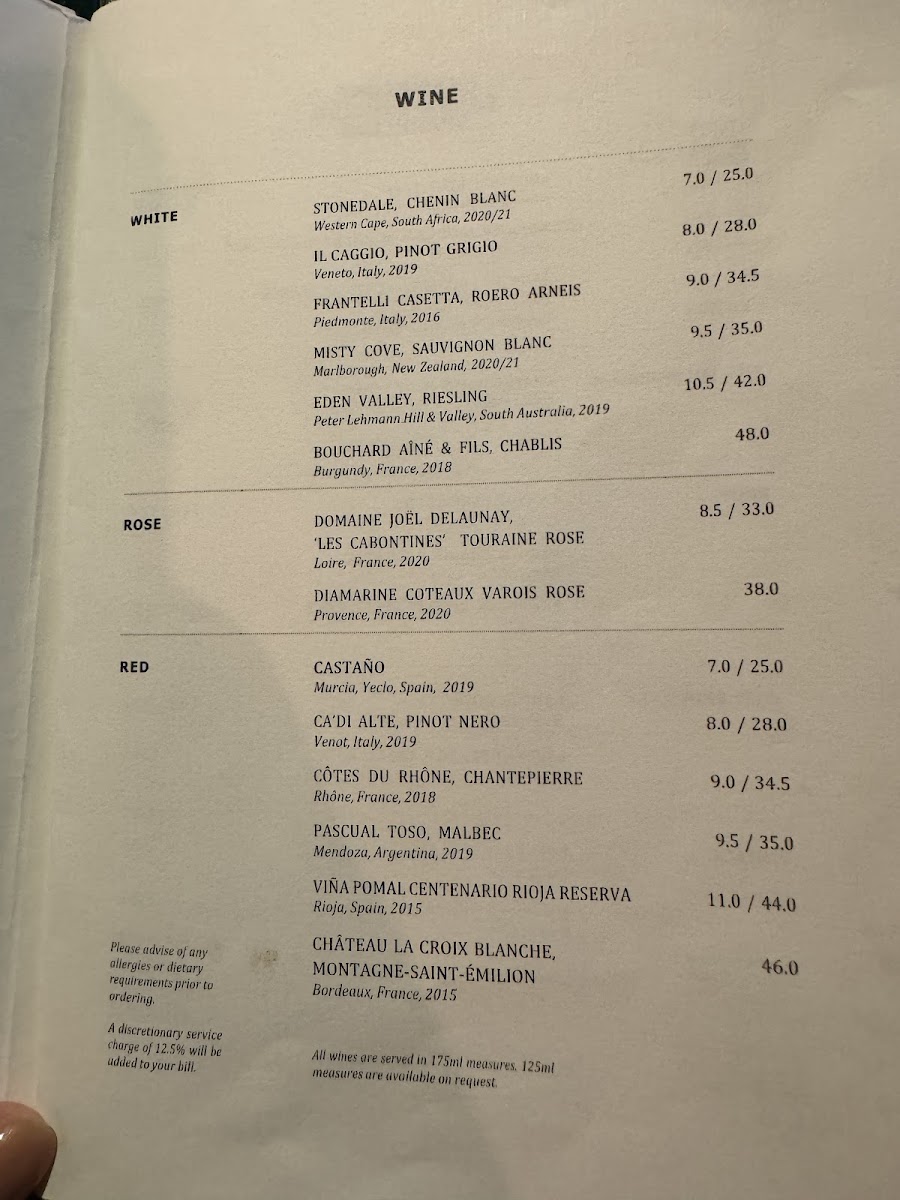 WINE
WHITE
STONEDALE, CHENIN BLANC 7.0 / 25.0
Western Cape, South Africa, 2020/21
IL CAGGIO, PINOT GRIGIO 8.0 / 28.0
Veneto, Italy, 2019
FRANTELLI CASETTA, ROERO ARNEIS 9.0 / 34.5
Piedmonte, Italy, 2016
MISTY COVE, SAUVIGNON BLANC 9.5 / 35.0
Marlborough, New Zealand, 2020/21
EDEN VALLEY, RIESLING 10.5 / 42.0
Peter Lehmann Hill & Valley, South Australia, 2019
BOUCHARD AÎNÉ & FILS, CHABLIS 48.0
Burgundy, France, 2018
ROSE
DOMAINE JOËL DELAUNAY, 8.5 / 33.0
'LES CABONTINES' TOURAINE ROSE
Loire, France, 2020
DIAMARINE COTEAUX VAROIS ROSE 38.0
Provence, France, 2020
RED
CASTAÑO 7.0 / 25.0
Murcia, Yeclo, Spain, 2019
CA'DI ALTE, PINOT NERO 8.0 / 28.0
Venot, Italy, 2019
CÔTES DU RHÔNE, CHANTEPIERRE 9.0 / 34.5
Rhône, France, 2018
PASCUAL TOSO, MALBEC 9.5 / 35.0
Mendoza, Argentina, 2019
VIÑA POMAL CENTENARIO RIOJA RESERVA 11.0 / 44.0
Rioja, Spain, 2015
CHÂTEAU LA CROIX BLANCHE, 46.0
MONTAGNE-SAINT-ÉMILION
Bordeaux, France, 2015
Please advise of any
allergies or dietary
requirements prior to
ordering.
A discretionary service
charge of 12.5% will be
added to your bill.
All wines are served in 175ml measures. 125ml
measures are available on request.